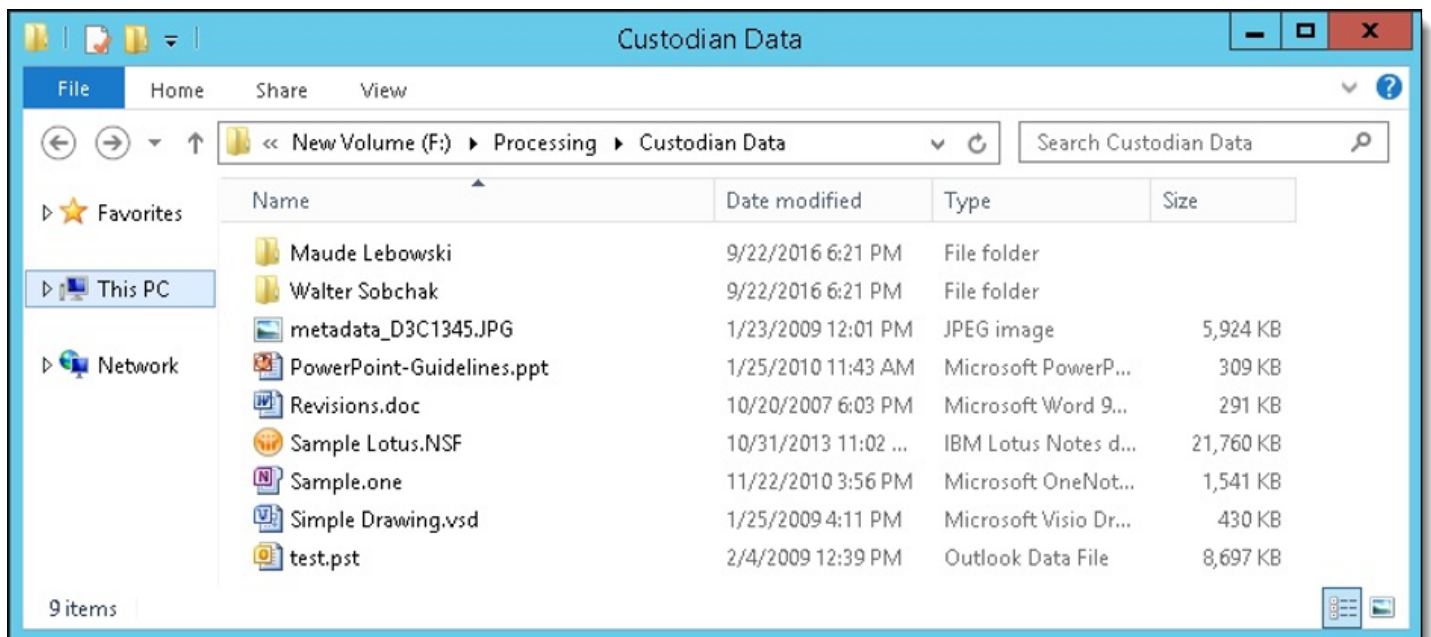 Custodian Data
File Home Share View
« New Volume (F:) Processing Custodian Data Search Custodian Data
Name Date modified Type Size
Favorites
This PC
Network
Maude Lebowski 9/22/2016 6:21 PM File folder
Walter Sobchak 9/22/2016 6:21 PM File folder
metadata_D3C1345.JPG 1/23/2009 12:01 PM JPEG image 5,924 KB
PowerPoint-Guidelines.ppt 1/25/2010 11:43 AM Microsoft PowerP... 309 KB
Revisions.doc 10/20/2007 6:03 PM Microsoft Word 9... 291 KB
Sample Lotus.NSF 10/31/2013 11:02 ... IBM Lotus Notes d... 21,760 KB
Sample.one 11/22/2010 3:56 PM Microsoft OneNot... 1,541 KB
Simple Drawing.vsd 1/25/2009 4:11 PM Microsoft Visio Dr... 430 KB
test.pst 2/4/2009 12:39 PM Outlook Data File 8,697 KB
9 items